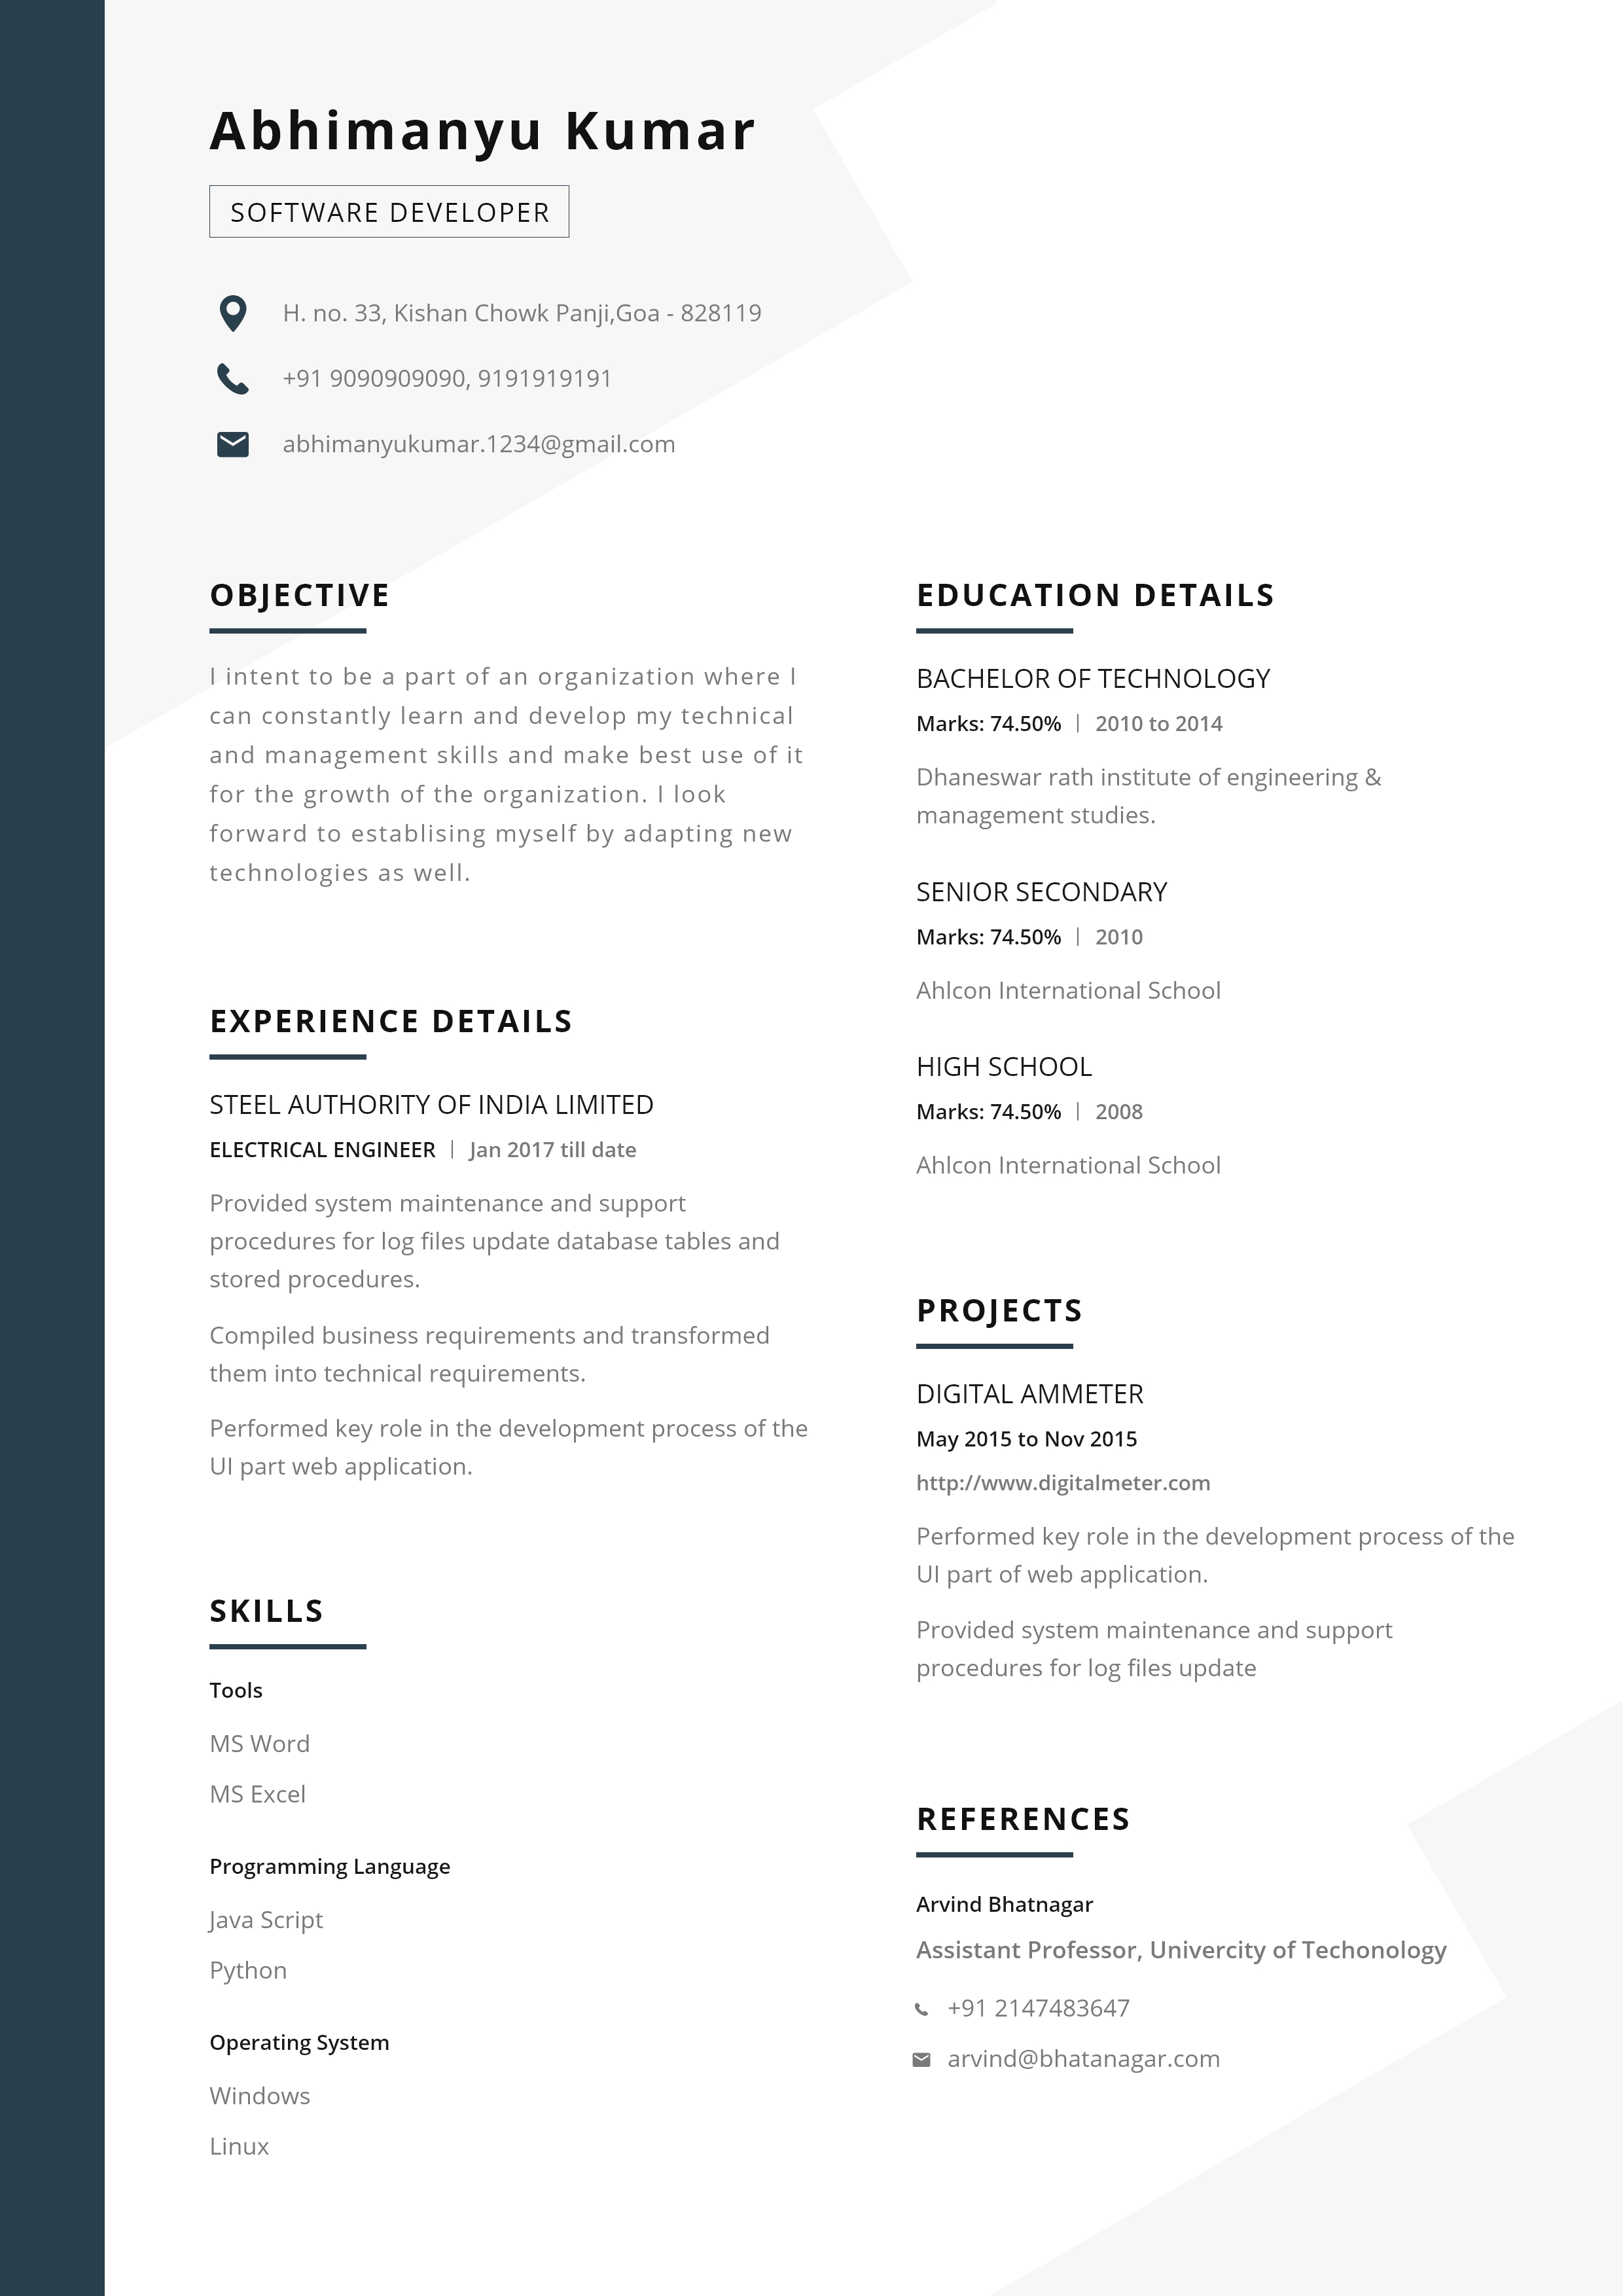 Abhimanyu Kumar
SOFTWARE DEVELOPER
H. no. 33, Kishan Chowk Panji,Goa - 828119
+91 9090909090, 9191919191
abhimanyukumar.1234@gmail.com
OBJECTIVE
I intent to be a part of an organization where I
can constantly learn and develop my technical
and management skills and make best use of it
for the growth of the organization. I look
forward to establising myself by adapting new
technologies as well.
EXPERIENCE DETAILS
STEEL AUTHORITY OF INDIA LIMITED
ELECTRICAL ENGINEER | Jan 2017 till date
Provided system maintenance and support
procedures for log files update database tables and
stored procedures.
Compiled business requirements and transformed
them into technical requirements.
Performed key role in the development process of the
UI part web application.
SKILLS
Tools
MS Word
MS Excel
Programming Language
Java Script
Python
Operating System
Windows
Linux
EDUCATION DETAILS
BACHELOR OF TECHNOLOGY
Marks: 74.50% | 2010 to 2014
Dhaneswar rath institute of engineering &
management studies.
SENIOR SECONDARY
Marks: 74.50% | 2010
Ahlcon International School
HIGH SCHOOL
Marks: 74.50% | 2008
Ahlcon International School
PROJECTS
DIGITAL AMMETER
May 2015 to Nov 2015
http://www.digitalmeter.com
Performed key role in the development process of the
UI part of web application.
Provided system maintenance and support
procedures for log files update
REFERENCES
Arvind Bhatnagar
Assistant Professor, Univercity of Techonology
+91 2147483647
arvind@bhatanagar.com